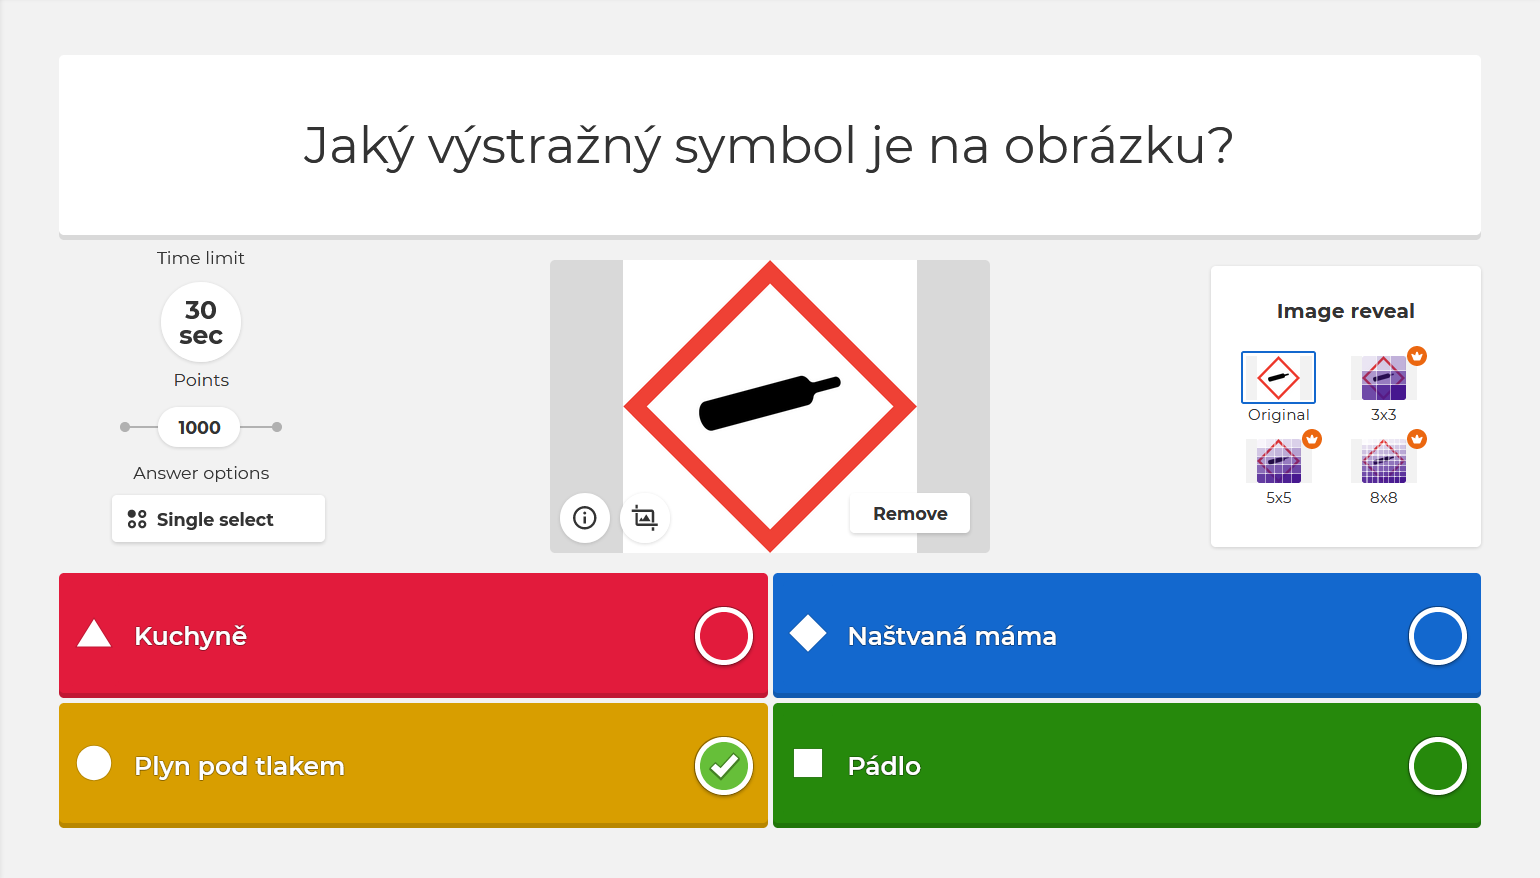 Jaký výstražný symbol je na obrázku?
Time limit
30
sec
Points
1000
Answer options
Single select
Remove
Image reveal
Original
3x3
5x5
8x8
Kuchyně
Naštvaná máma
Plyn pod tlakem
Pádlo